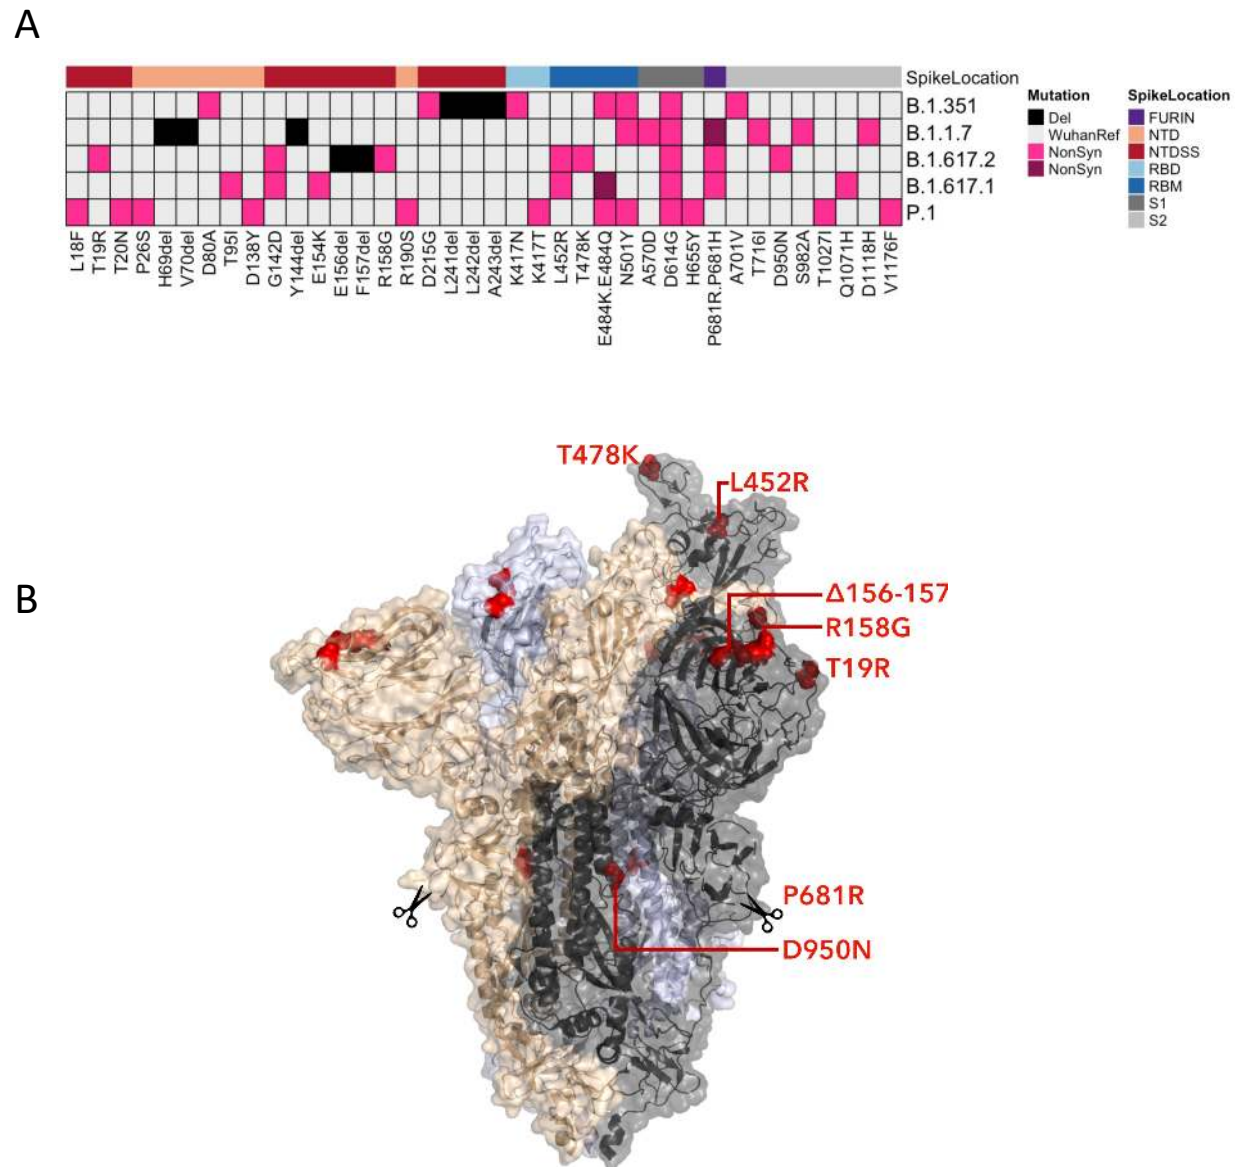 A
SpikeLocation
B.1.351
B.1.1.7
B.1.617.2
B.1.617.1
P.1
Mutation
Del
WuhanRef
NonSyn
NonSyn
SpikeLocation
FURIN
NTD
NTDSS
RBD
RBM
S1
S2
L18F
T19R
T20N
P26S
H69del
V70del
D80A
T95I
D138Y
G142D
Y144del
E154K
E156del
F157del
R158G
R190S
D215G
L241del
L242del
A243del
K417N
K417T
L452R
T478K
E484K.E484Q
N501Y
A570D
D614G
H655Y
P681R.P681H
A701V
T716I
D950N
S982A
T1027I
Q1071H
D1118H
V1176F
B
T478K
L452R
Δ156-157
R158G
T19R
P681R
D950N